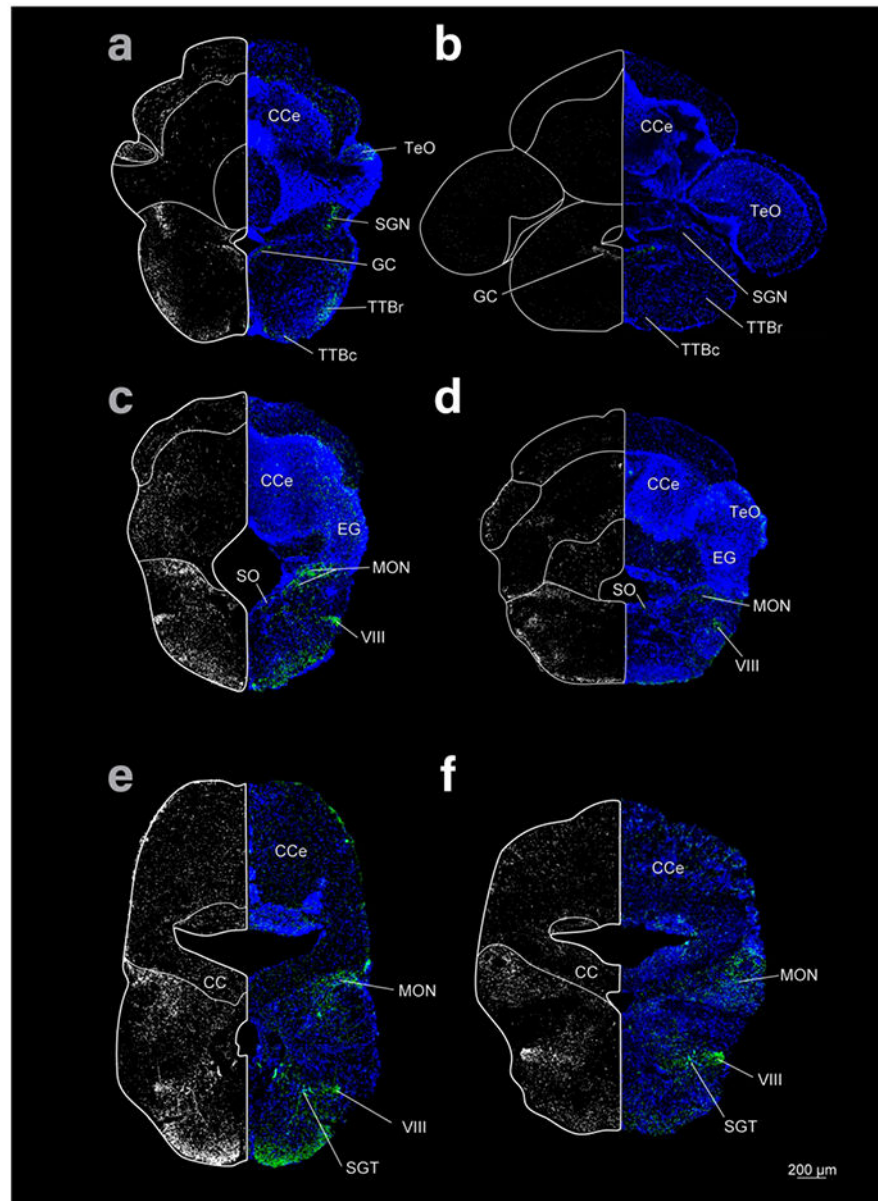 a
CCe
TeO
SGN
GC
TTBr
TTBc
b
CCe
TeO
SGN
GC
TTBr
TTBc
c
CCe
EG
SO
MON
VIII
d
CCe
TeO
EG
SO
MON
VIII
e
CCe
CC
MON
VIII
SGT
f
CCe
CC
MON
VIII
SGT
200 µm